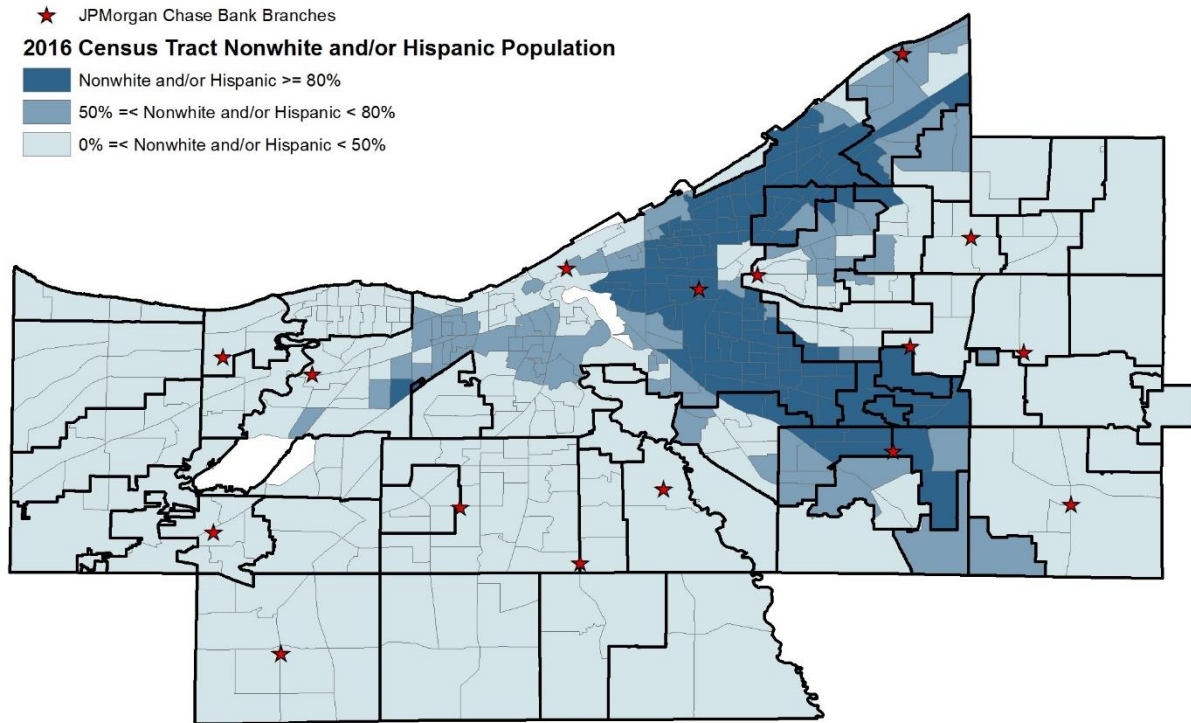 JPMorgan Chase Bank Branches
2016 Census Tract Nonwhite and/or Hispanic Population
Nonwhite and/or Hispanic >= 80%
50% =< Nonwhite and/or Hispanic < 80%
0% =< Nonwhite and/or Hispanic < 50%